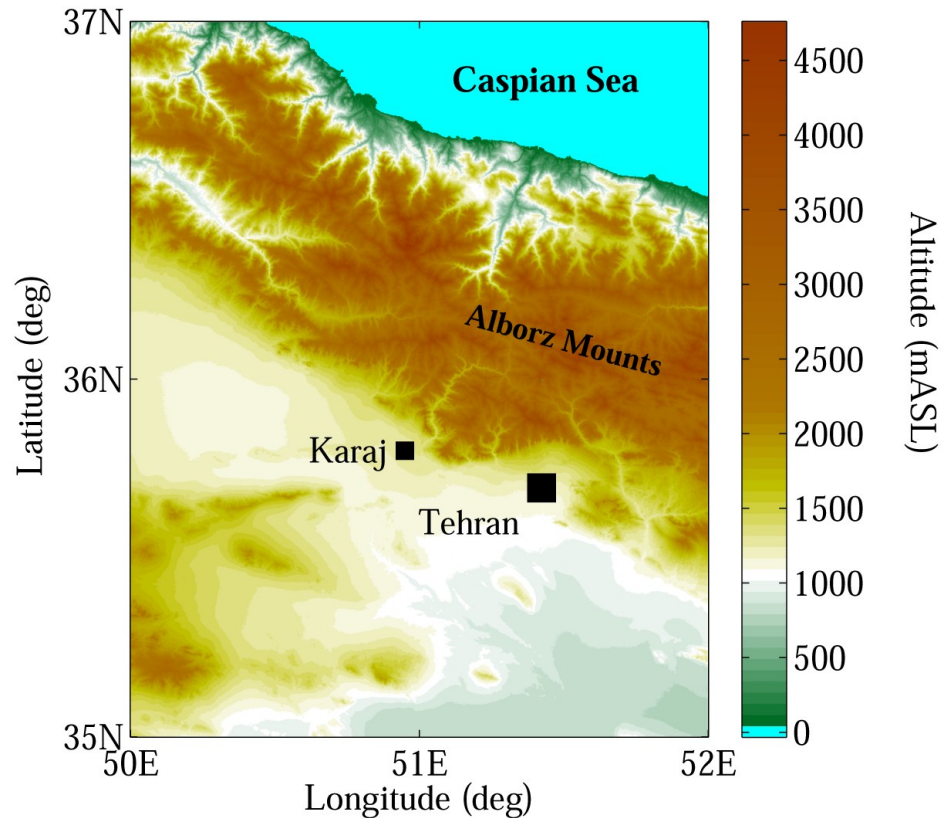 37N
36N
35N
50E
51E
52E
Latitude (deg)
Longitude (deg)
Caspian Sea
Alborz Mounts
Karaj
Tehran
4500
4000
3500
3000
2500
2000
1500
1000
500
0
Altitude (mASL)